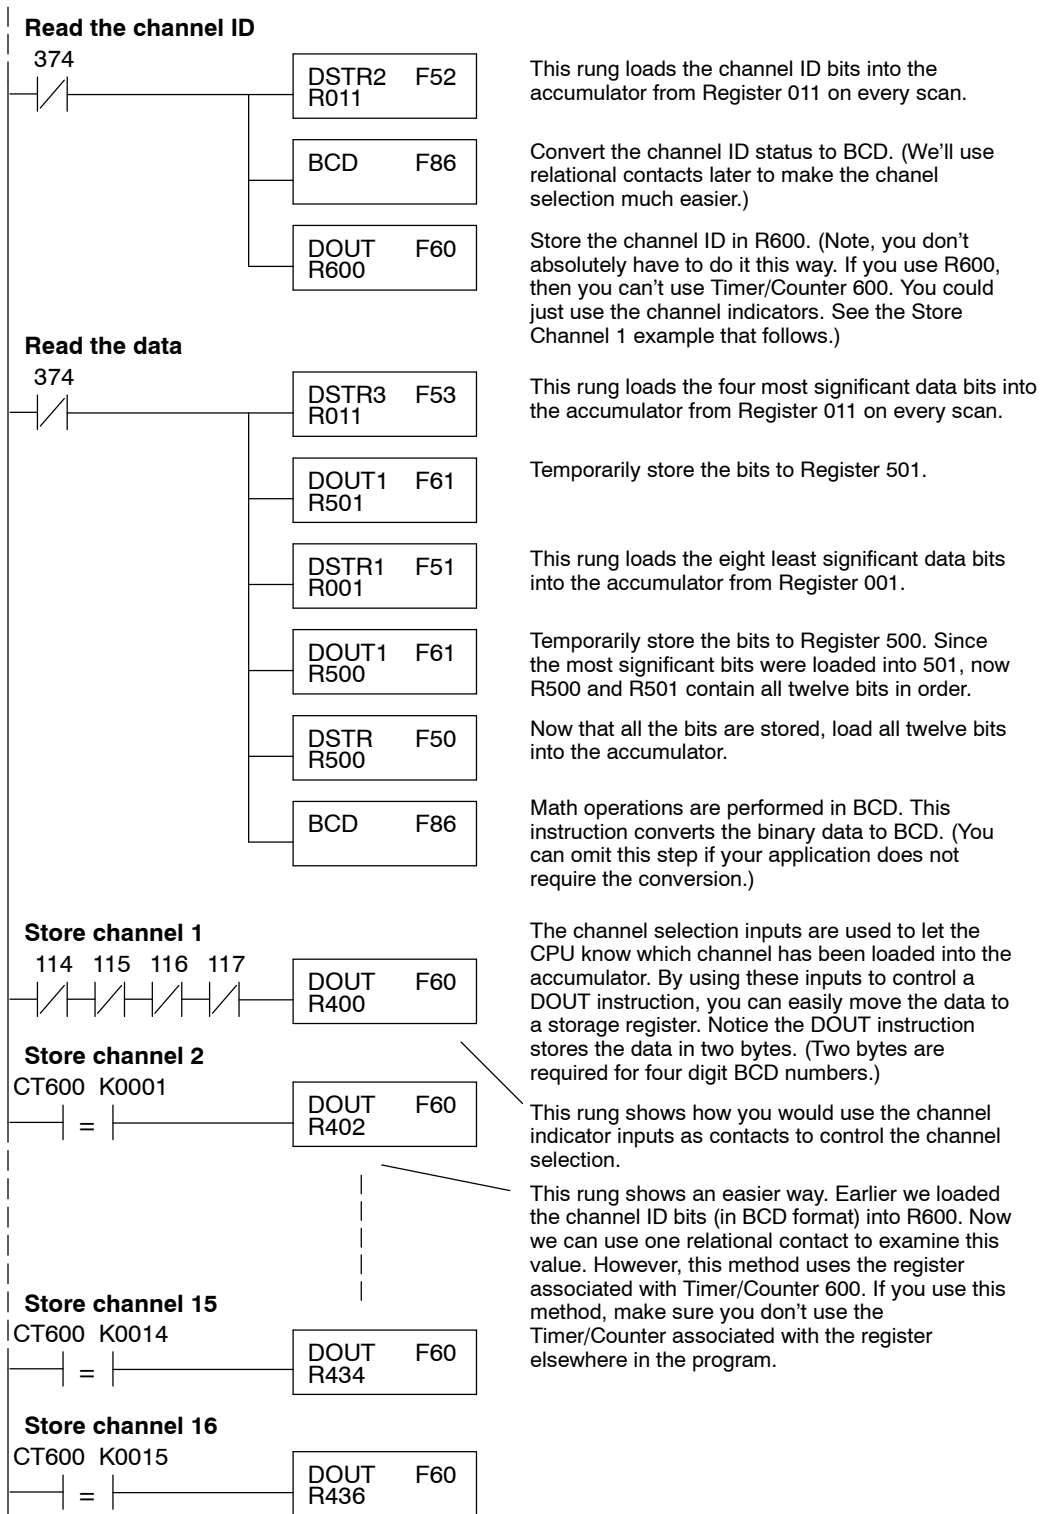 Read the channel ID
374
DSTR2 F52
R011
This rung loads the channel ID bits into the
accumulator from Register 011 on every scan.
BCD F86
Convert the channel ID status to BCD. (We'll use
relational contacts later to make the chanel
selection much easier.)
DOUT F60
R600
Store the channel ID in R600. (Note, you don't
absolutely have to do it this way. If you use R600,
then you can't use Timer/Counter 600. You could
just use the channel indicators. See the Store
Channel 1 example that follows.)
Read the data
374
DSTR3 F53
R011
This rung loads the four most significant data bits into
the accumulator from Register 011 on every scan.
DOUT1 F61
R501
Temporarily store the bits to Register 501.
DSTR1 F51
R001
This rung loads the eight least significant data bits
into the accumulator from Register 001.
DOUT1 F61
R500
Temporarily store the bits to Register 500. Since
the most significant bits were loaded into 501, now
R500 and R501 contain all twelve bits in order.
DSTR F50
R500
Now that all the bits are stored, load all twelve bits
into the accumulator.
BCD F86
Math operations are performed in BCD. This
instruction converts the binary data to BCD. (You
can omit this step if your application does not
require the conversion.)
Store channel 1
114 115 116 117
DOUT F60
R400
The channel selection inputs are used to let the
CPU know which channel has been loaded into the
accumulator. By using these inputs to control a
DOUT instruction, you can easily move the data to
a storage register. Notice the DOUT instruction
stores the data in two bytes. (Two bytes are
required for four digit BCD numbers.)
Store channel 2
CT600 K0001
=
DOUT F60
R402
This rung shows how you would use the channel
indicator inputs as contacts to control the channel
selection.
This rung shows an easier way. Earlier we loaded
the channel ID bits (in BCD format) into R600. Now
we can use one relational contact to examine this
value. However, this method uses the register
associated with Timer/Counter 600. If you use this
method, make sure you don't use the
Timer/Counter associated with the register
elsewhere in the program.
Store channel 15
CT600 K0014
=
DOUT F60
R434
Store channel 16
CT600 K0015
=
DOUT F60
R436